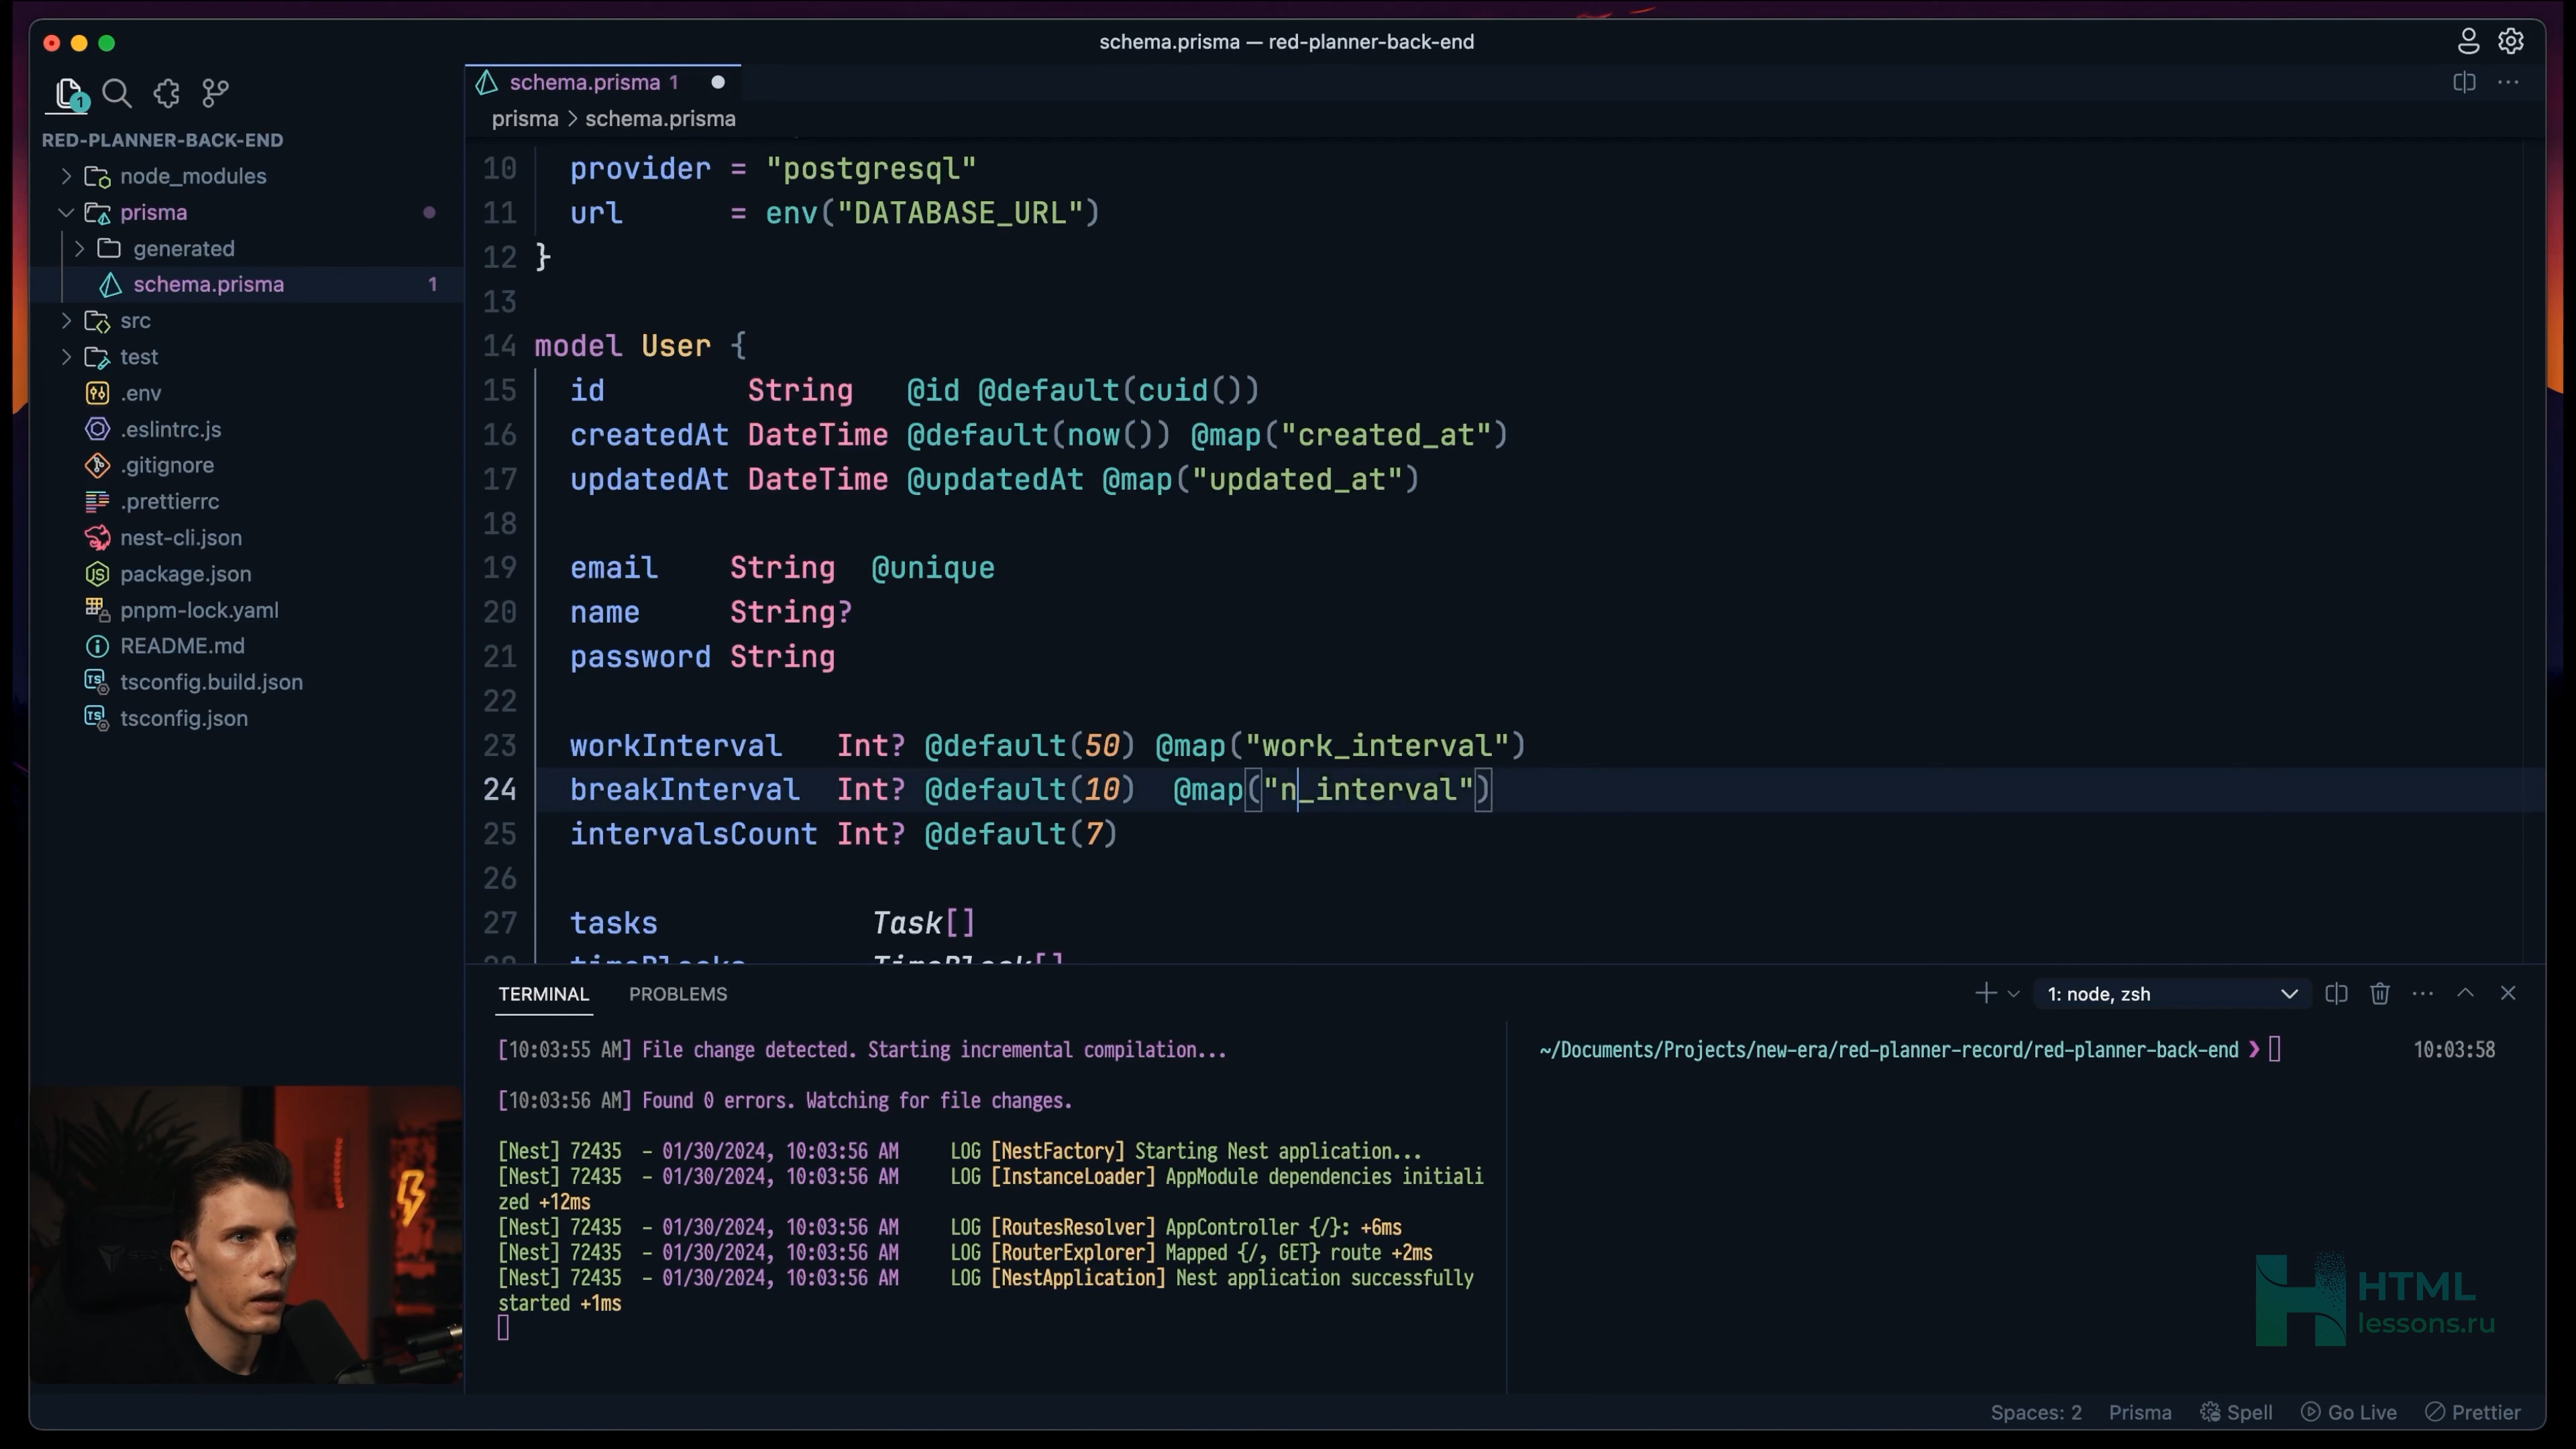 schema.prisma — red-planner-back-end
1
schema.prisma 1
prisma > schema.prisma
RED-PLANNER-BACK-END
node_modules
prisma
generated
schema.prisma 1
src
test
.env
.eslintrc.js
.gitignore
.prettierrc
nest-cli.json
package.json
pnpm-lock.yaml
README.md
tsconfig.build.json
tsconfig.json
10 provider = "postgresql"
11 url = env("DATABASE_URL")
12 }
13
14 model User {
15 id String @id @default(cuid())
16 createdAt DateTime @default(now()) @map("created_at")
17 updatedAt DateTime @updatedAt @map("updated_at")
18
19 email String @unique
20 name String?
21 password String
22
23 workInterval Int? @default(50) @map("work_interval")
24 breakInterval Int? @default(10) @map("n_interval")
25 intervalsCount Int? @default(7)
26
27 tasks Task[]
28 timeBlocks TimeBlock[]
TERMINAL PROBLEMS
1: node, zsh
[10:03:55 AM] File change detected. Starting incremental compilation...
[10:03:56 AM] Found 0 errors. Watching for file changes.
[Nest] 72435 - 01/30/2024, 10:03:56 AM LOG [NestFactory] Starting Nest application...
[Nest] 72435 - 01/30/2024, 10:03:56 AM LOG [InstanceLoader] AppModule dependencies initiali
zed +12ms
[Nest] 72435 - 01/30/2024, 10:03:56 AM LOG [RoutesResolver] AppController {/}: +6ms
[Nest] 72435 - 01/30/2024, 10:03:56 AM LOG [RouterExplorer] Mapped {/, GET} route +2ms
[Nest] 72435 - 01/30/2024, 10:03:56 AM LOG [NestApplication] Nest application successfully
started +1ms
~/Documents/Projects/new-era/red-planner-record/red-planner-back-end ❯ 10:03:58
HTML
lessons.ru
Spaces: 2 Prisma Spell Go Live Prettier